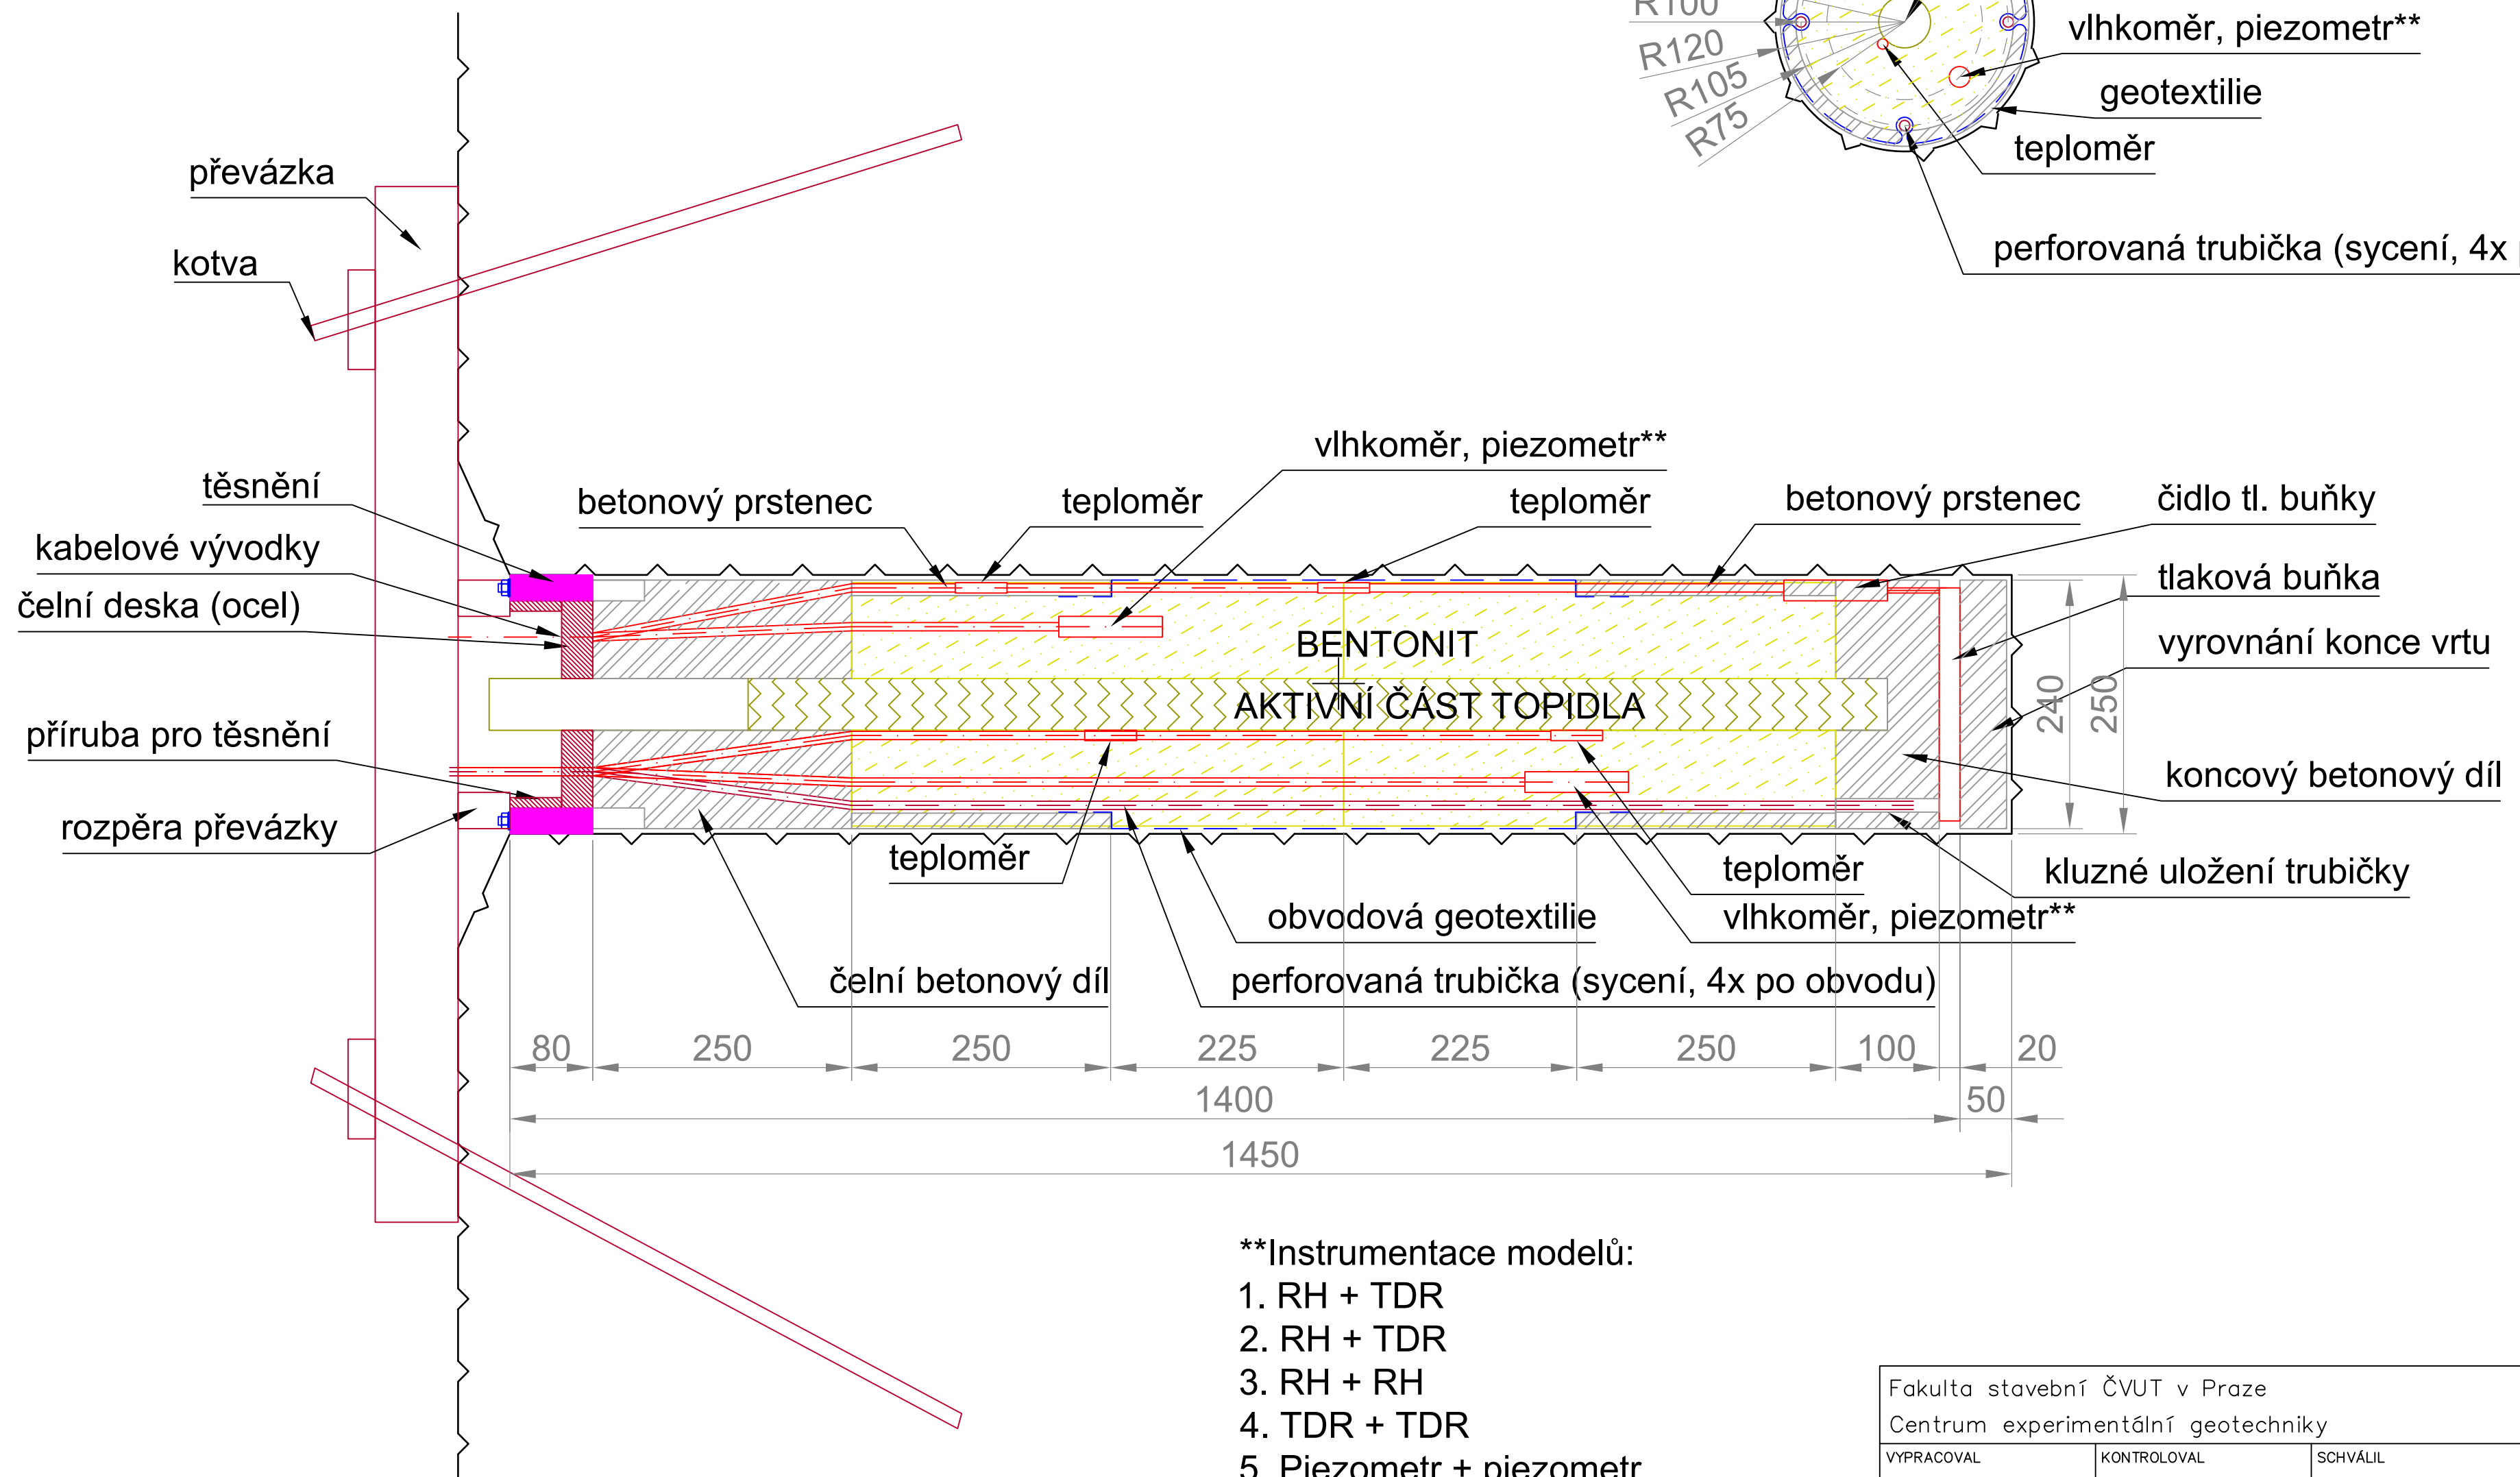 R100
R120
R105
R75
vlhkoměr, piezometr**
geotextilie
teploměr
perforovaná trubička (sycení, 4x
převázka
kotva
těsnění
kabelové vývodky
čelní deska (ocel)
příruba pro těsnění
rozpěra převázky
vlhkoměr, piezometr**
betonový prstenec
teploměr
teploměr
betonový prstenec
čidlo tl. buňky
tlaková buňka
vyrovnání konce vrtu
240
250
koncový betonový díl
kluzné uložení trubičky
BENTONIT
AKTIVNÍ ČÁST TOPIDLA
teploměr
teploměr
obvodová geotextilie
vlhkoměr, piezometr**
čelní betonový díl
perforovaná trubička (sycení, 4x po obvodu)
80
250
250
225
225
250
100
20
1400
50
1450
**Instrumentace modelů:
1. RH + TDR
2. RH + TDR
3. RH + RH
4. TDR + TDR
5. Piezometr + piezometr
Fakulta stavební ČVUT v Praze
Centrum experimentální geotechniky
VYPRACOVAL
KONTROLOVAL
SCHVÁLIL